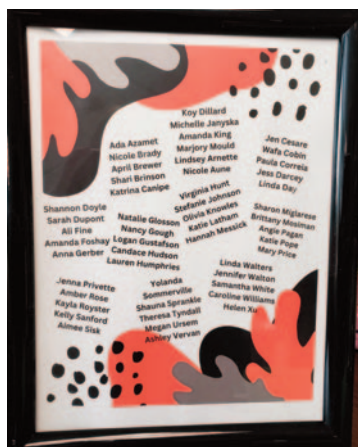 Koy Dillard
Michelle Janyska
Amanda King
Marjory Mould
Lindsey Arnette
Nicole Aune
Ada Azamet
Nicole Brady
April Brewer
Shari Brinson
Katrina Canipe
Jen Cesare
Wafa Cobin
Paula Correia
Jess Darcey
Linda Day
Shannon Doyle
Sarah Dupont
Ali Fine
Amanda Foshay
Anna Gerber
Natalie Glosson
Nancy Gough
Logan Gustafson
Candace Hudson
Lauren Humphries
Virginia Hunt
Stefanie Johnson
Olivia Knowles
Katie Latham
Hannah Messick
Sharon Miglarese
Brittany Mosiman
Angie Pagan
Katie Pope
Mary Price
Jenna Privette
Amber Rose
Kayla Royster
Kelly Sanford
Aimee Sisk
Yolanda
Sommerville
Shauna Sprankle
Theresa Tyndall
Megan Ursem
Ashley Vervan
Linda Walters
Jennifer Walton
Samantha White
Caroline Williams
Helen Xu